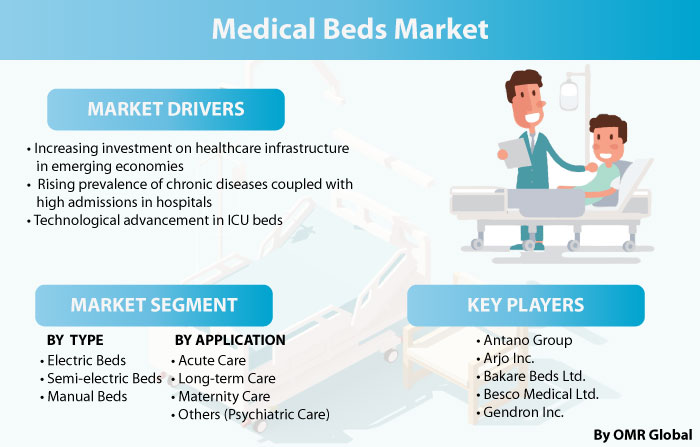 Medical Beds Market
MARKET DRIVERS
• Increasing investment on healthcare infrastructure
in emerging economies
• Rising prevalence of chronic diseases coupled with
high admissions in hospitals
• Technological advancement in ICU beds
MARKET SEGMENT
BY TYPE
• Electric Beds
• Semi-electric Beds
• Manual Beds
BY APPLICATION
• Acute Care
• Long-term Care
• Maternity Care
• Others (Psychiatric Care)
KEY PLAYERS
• Antano Group
• Arjo Inc.
• Bakare Beds Ltd.
• Besco Medical Ltd.
• Gendron Inc.
By OMR Global